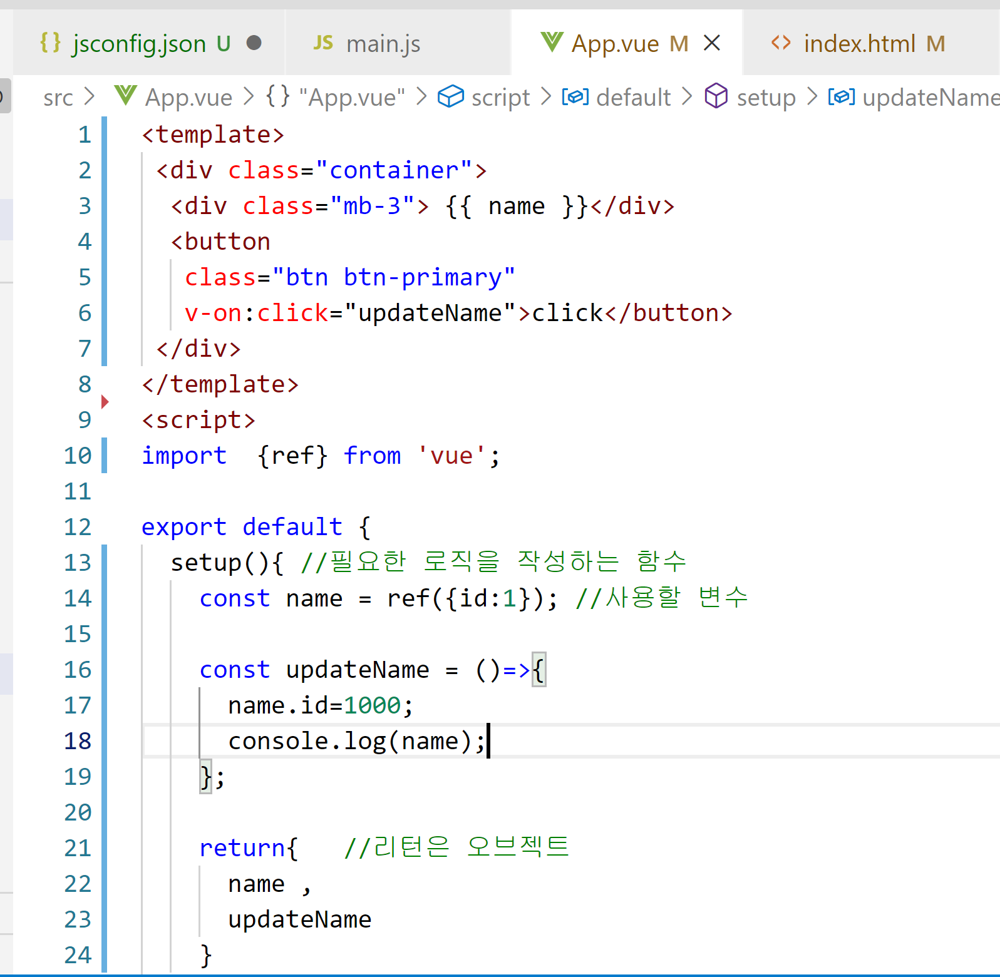 {} jsconfig.json U ● JS main.js App.vue M × <> index.html M
src > App.vue > {} "App.vue" > script > default > setup > updateName
1 <template>
2 <div class="container">
3 <div class="mb-3"> {{ name }}</div>
4 <button
5 class="btn btn-primary"
6 v-on:click="updateName">click</button>
7 </div>
8 </template>
9 <script>
10 import  {ref} from 'vue';
11
12 export default {
13 setup(){ //필요한 로직을 작성하는 함수
14 const name = ref({id:1}); //사용할 변수
15
16 const updateName = ()=>{
17 name.id=1000;
18 console.log(name);
19 };
20
21 return{   //리턴은 오브젝트
22 name ,
23 updateName
24 }